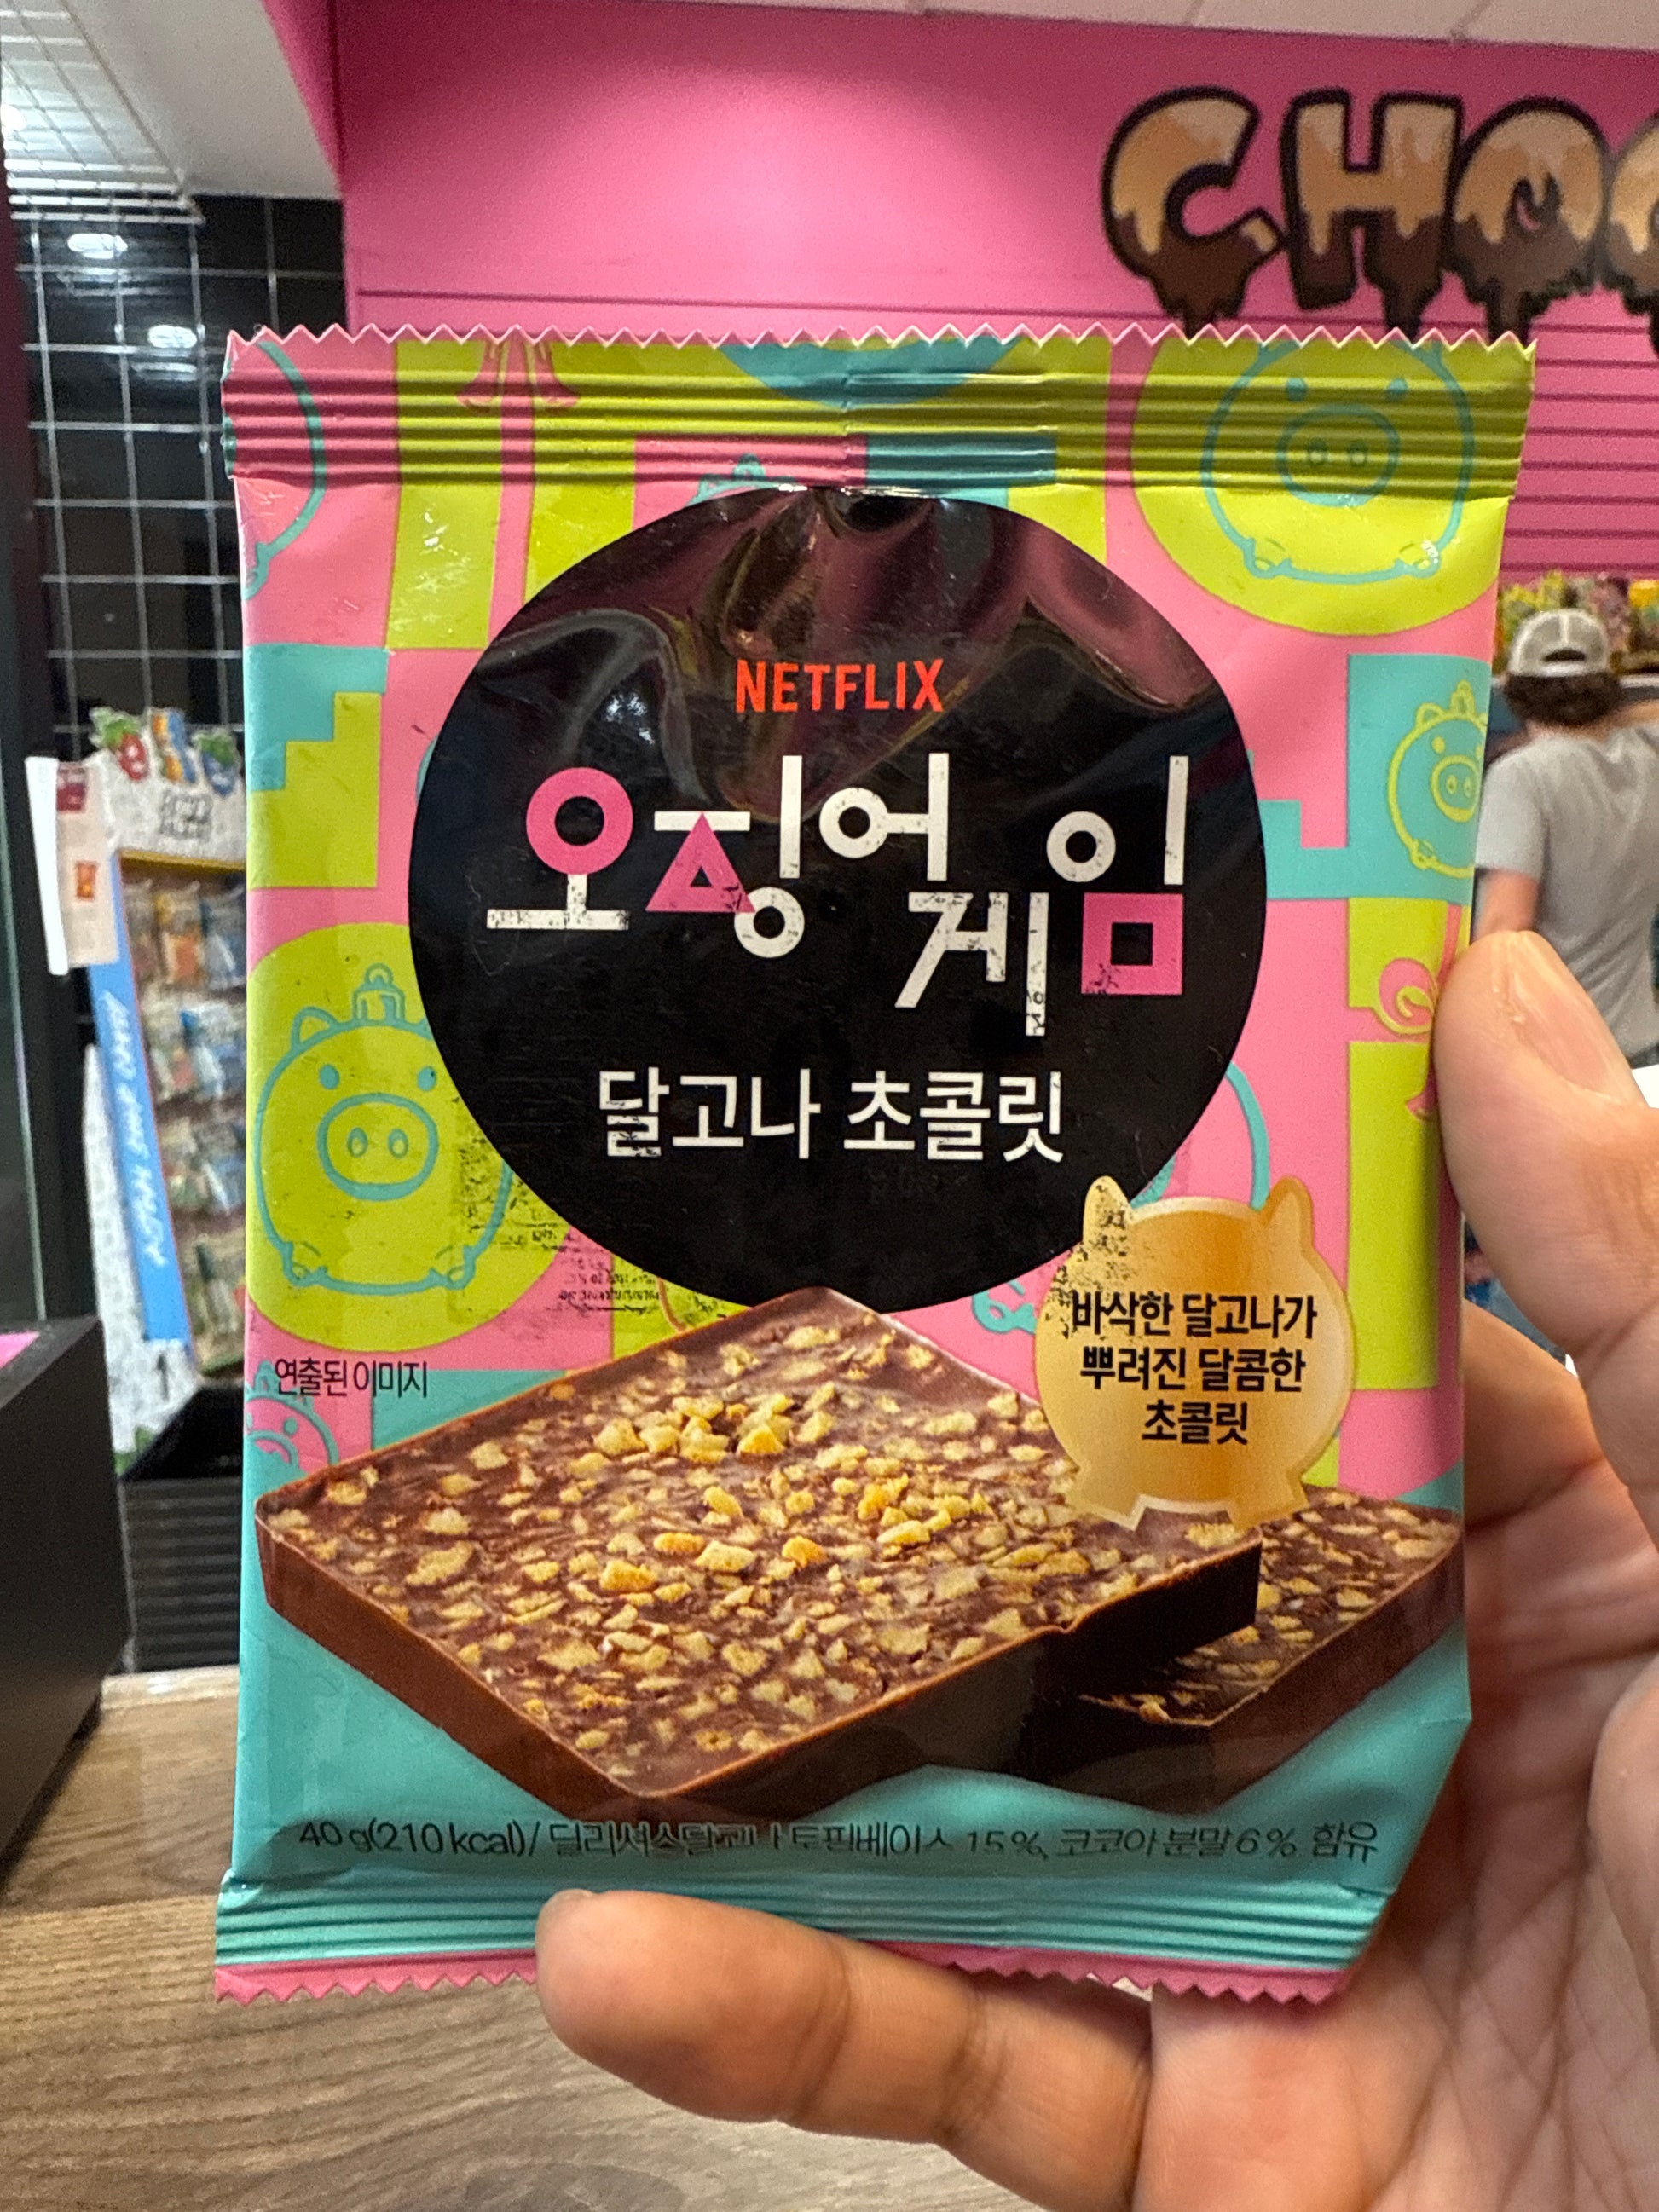 CHOC
NETFLIX
오징어게임
달고나 초콜릿
바삭한 달고나가
뿌려진 달콤한
초콜릿
연출된 이미지
40 g(210 kcal)/ 딜리셔스달고나토핑베이스 15%, 코코아분말 6% 함유